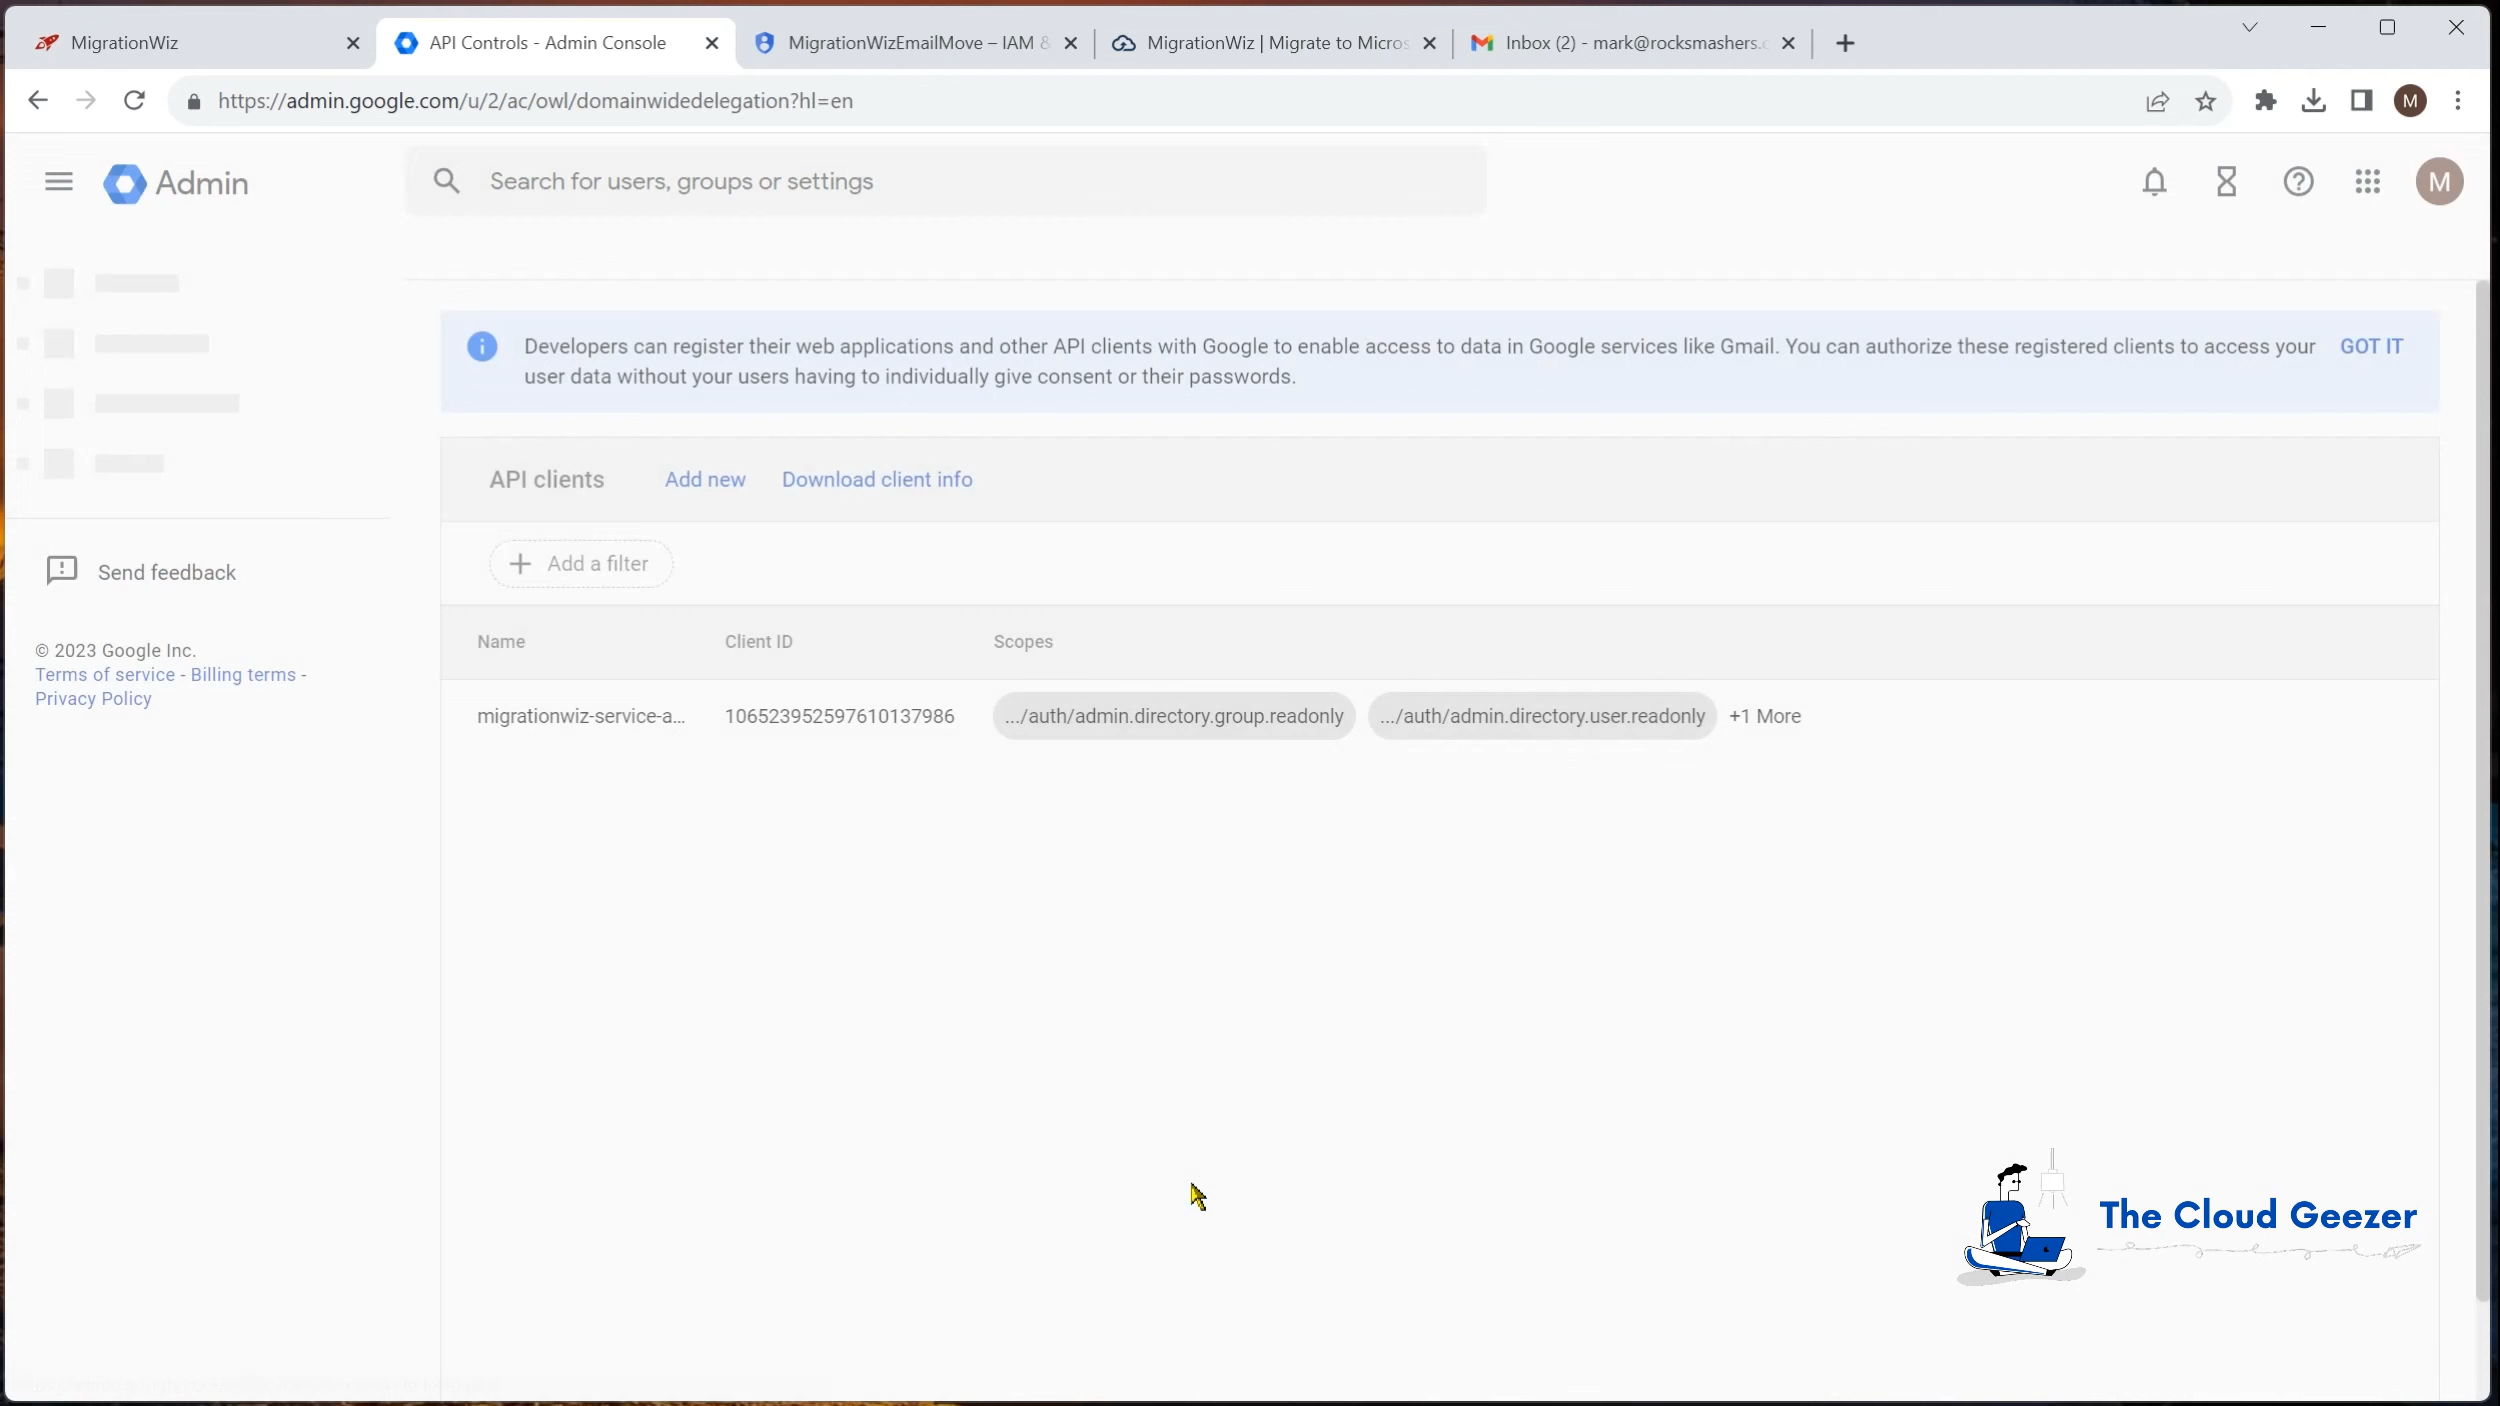 MigrationWiz
API Controls - Admin Console
MigrationWizEmailMove – IAM &
MigrationWiz | Migrate to Micros
Inbox (2) - mark@rocksmashers.c
https://admin.google.com/u/2/ac/owl/domainwidedelegation?hl=en
M
Admin
Search for users, groups or settings
M
Developers can register their web applications and other API clients with Google to enable access to data in Google services like Gmail. You can authorize these registered clients to access your
user data without your users having to individually give consent or their passwords.
GOT IT
API clients
Add new
Download client info
Add a filter
Send feedback
Name
Client ID
Scopes
© 2023 Google Inc.
Terms of service - Billing terms -
Privacy Policy
migrationwiz-service-a...
106523952597610137986
.../auth/admin.directory.group.readonly
.../auth/admin.directory.user.readonly
+1 More
The Cloud Geezer